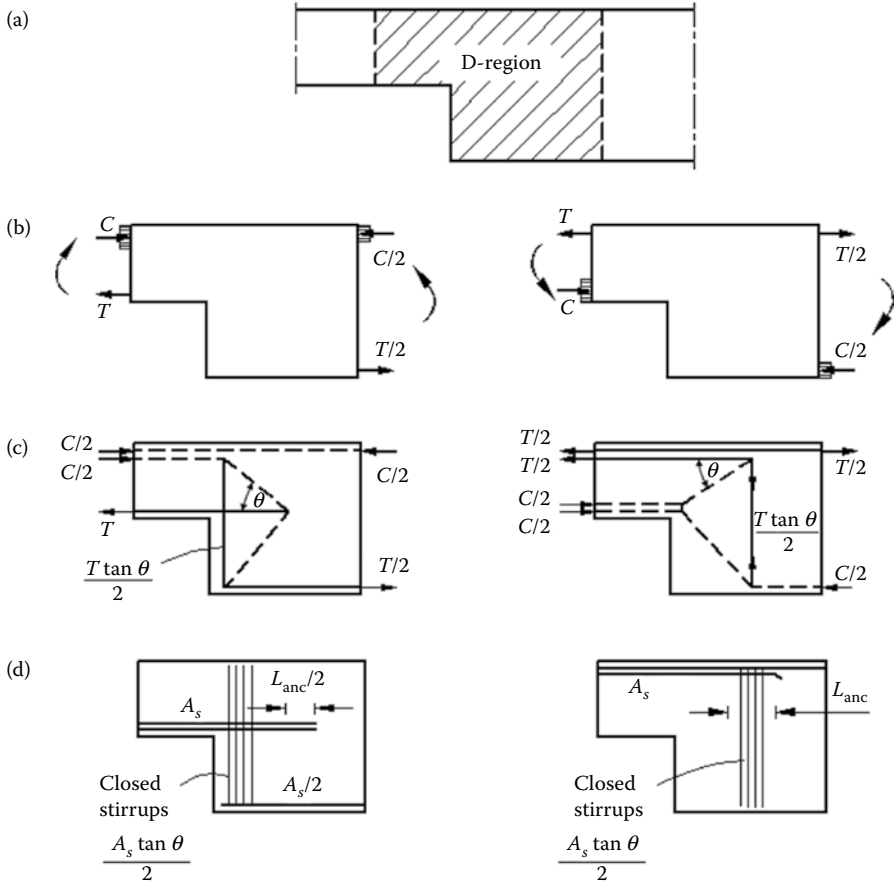 (a)
D-region
(b)
C
T
C/2
T/2
T
C
T/2
C/2
(c)
C/2
C/2
θ
T
T tan θ
2
C/2
T/2
T/2
T/2
θ
C/2
C/2
T tan θ
2
T/2
C/2
(d)
L_anc/2
A_s
A_s/2
Closed
stirrups
A_s tan θ
2
A_s
L_anc
Closed
stirrups
A_s tan θ
2